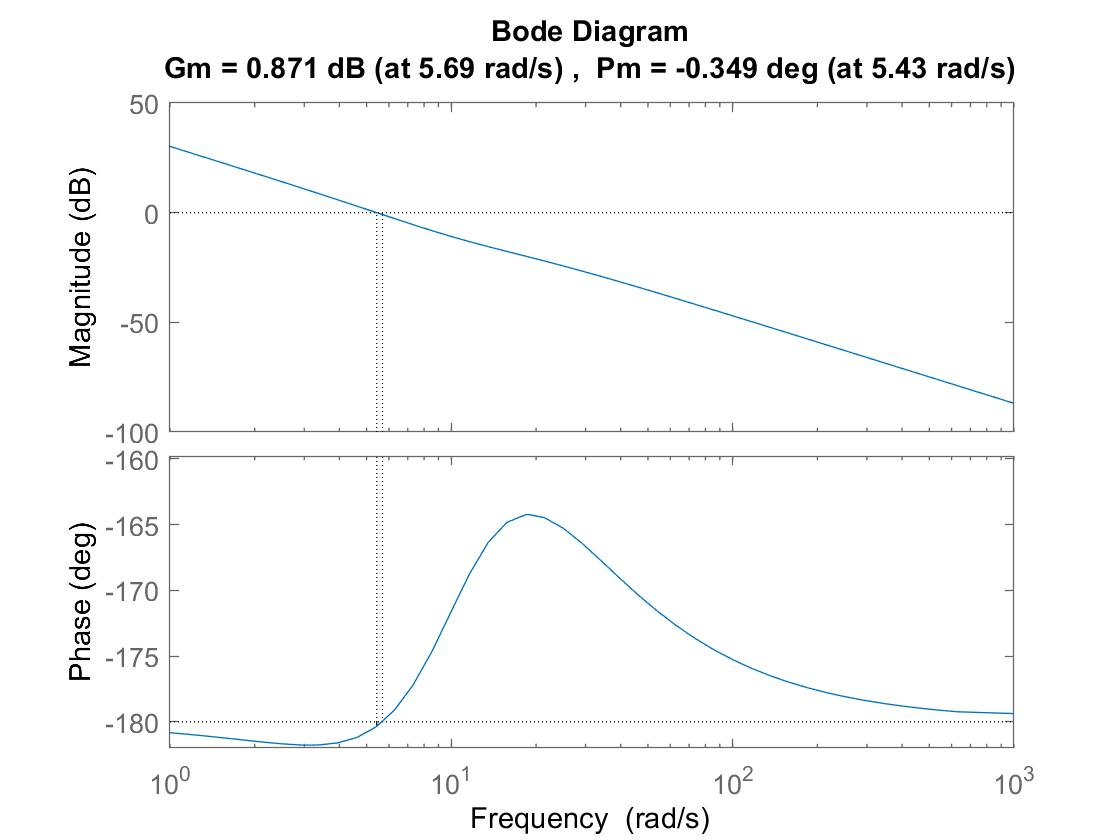 Bode Diagram
Gm = 0.871 dB (at 5.69 rad/s) ,  Pm = -0.349 deg (at 5.43 rad/s)
50
0
-50
-100
Magnitude (dB)
-160
-165
-170
-175
-180
Phase (deg)
10^0
10^1
10^2
10^3
Frequency  (rad/s)